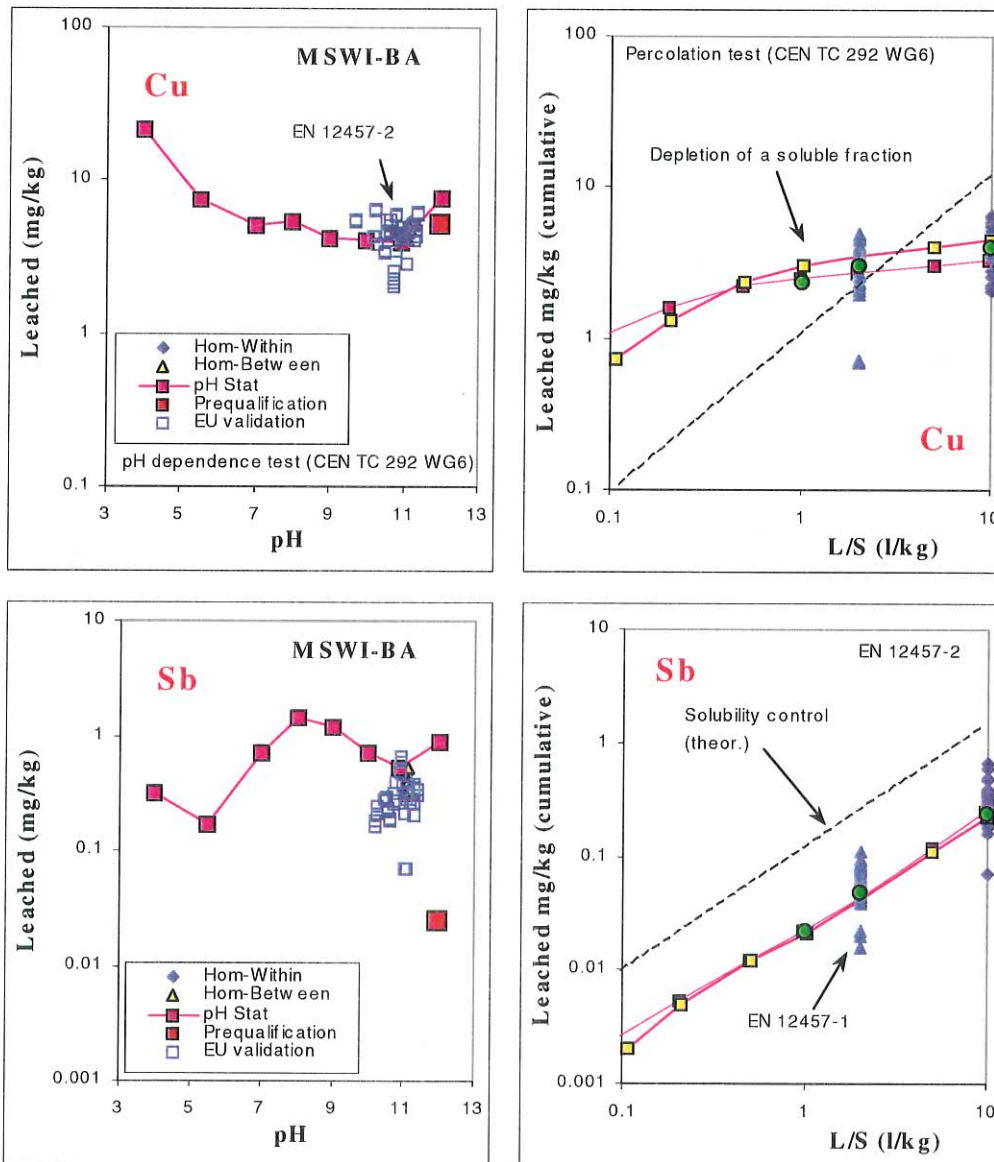 100
MSWI-BA
Cu
EN 12457-2
10
Leached (mg/kg)
1
Hom-Within
Hom-Between
pH Stat
Prequalification
EU validation
pH dependence test (CEN TC 292 WG6)
0.1
3 5 7 9 11 13
pH
100
Percolation test (CEN TC 292 WG6)
Depletion of a soluble fraction
10
Leached mg/kg (cumulative)
1
Cu
0.1
0.1 1 10
L/S (l/kg)
10
MSWI-BA
Sb
1
Leached (mg/kg)
0.1
0.01
Hom-Within
Hom-Between
pH Stat
Prequalification
EU validation
0.001
3 5 7 9 11 13
pH
10
Sb
EN 12457-2
Solubility control
(theor.)
1
Leached mg/kg (cumulative)
0.1
0.01
EN 12457-1
0.001
0.1 1 10
L/S (l/kg)